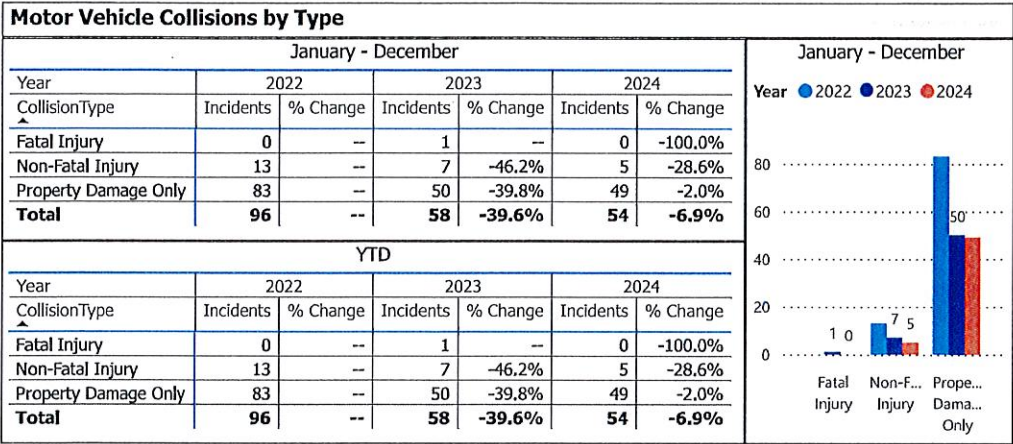 Motor Vehicle Collisions by Type
January - December
Year 2022 2023 2024
CollisionType Incidents % Change Incidents % Change Incidents % Change
Fatal Injury 0 -- 1 -- 0 -100.0%
Non-Fatal Injury 13 -- 7 -46.2% 5 -28.6%
Property Damage Only 83 -- 50 -39.8% 49 -2.0%
Total 96 -- 58 -39.6% 54 -6.9%
YTD
Year 2022 2023 2024
CollisionType Incidents % Change Incidents % Change Incidents % Change
Fatal Injury 0 -- 1 -- 0 -100.0%
Non-Fatal Injury 13 -- 7 -46.2% 5 -28.6%
Property Damage Only 83 -- 50 -39.8% 49 -2.0%
Total 96 -- 58 -39.6% 54 -6.9%
January - December
Year 2022 2023 2024
80
60
50
40
20
7 5
1 0
0
Fatal Non-F... Prope...
Injury Injury Dama...
Only